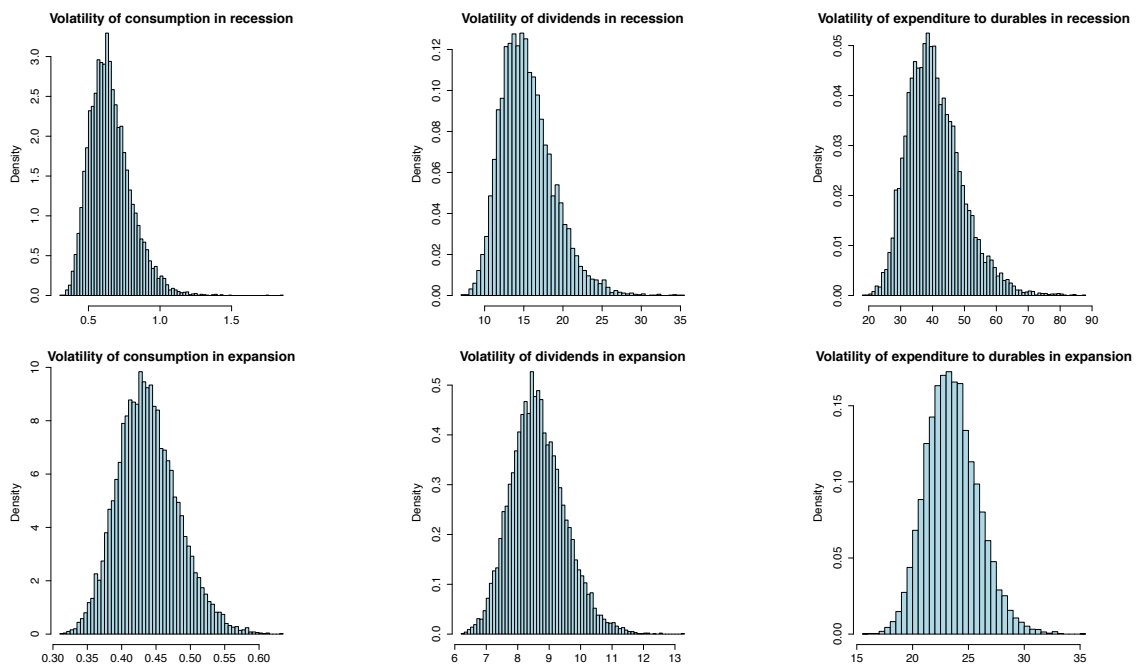 Volatility of consumption in recession
Volatility of dividends in recession
Volatility of expenditure to durables in recession
Density
0.0 0.5 1.0 1.5 2.0 2.5 3.0
0.5 1.0 1.5
Density
0.00 0.02 0.04 0.06 0.08 0.10 0.12
10 15 20 25 30 35
Density
0.00 0.01 0.02 0.03 0.04 0.05
20 30 40 50 60 70 80 90
Volatility of consumption in expansion
Volatility of dividends in expansion
Volatility of expenditure to durables in expansion
Density
0 2 4 6 8 10
0.30 0.35 0.40 0.45 0.50 0.55 0.60
Density
0.0 0.1 0.2 0.3 0.4 0.5
6 7 8 9 10 11 12 13
Density
0.00 0.05 0.10 0.15
15 20 25 30 35